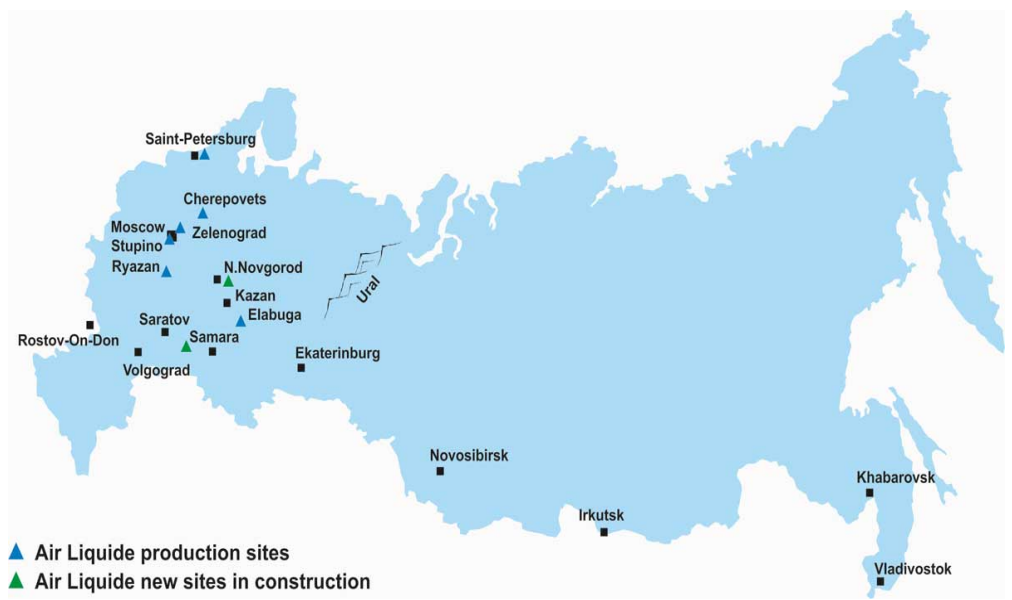 Saint-Petersburg
Cherepovets
Moscow
Zelenograd
Stupino
Ryazan
N.Novgorod
Kazan
Ural
Elabuga
Saratov
Samara
Rostov-On-Don
Volgograd
Ekaterinburg
Novosibirsk
Khabarovsk
Irkutsk
Vladivostok
Air Liquide production sites
Air Liquide new sites in construction